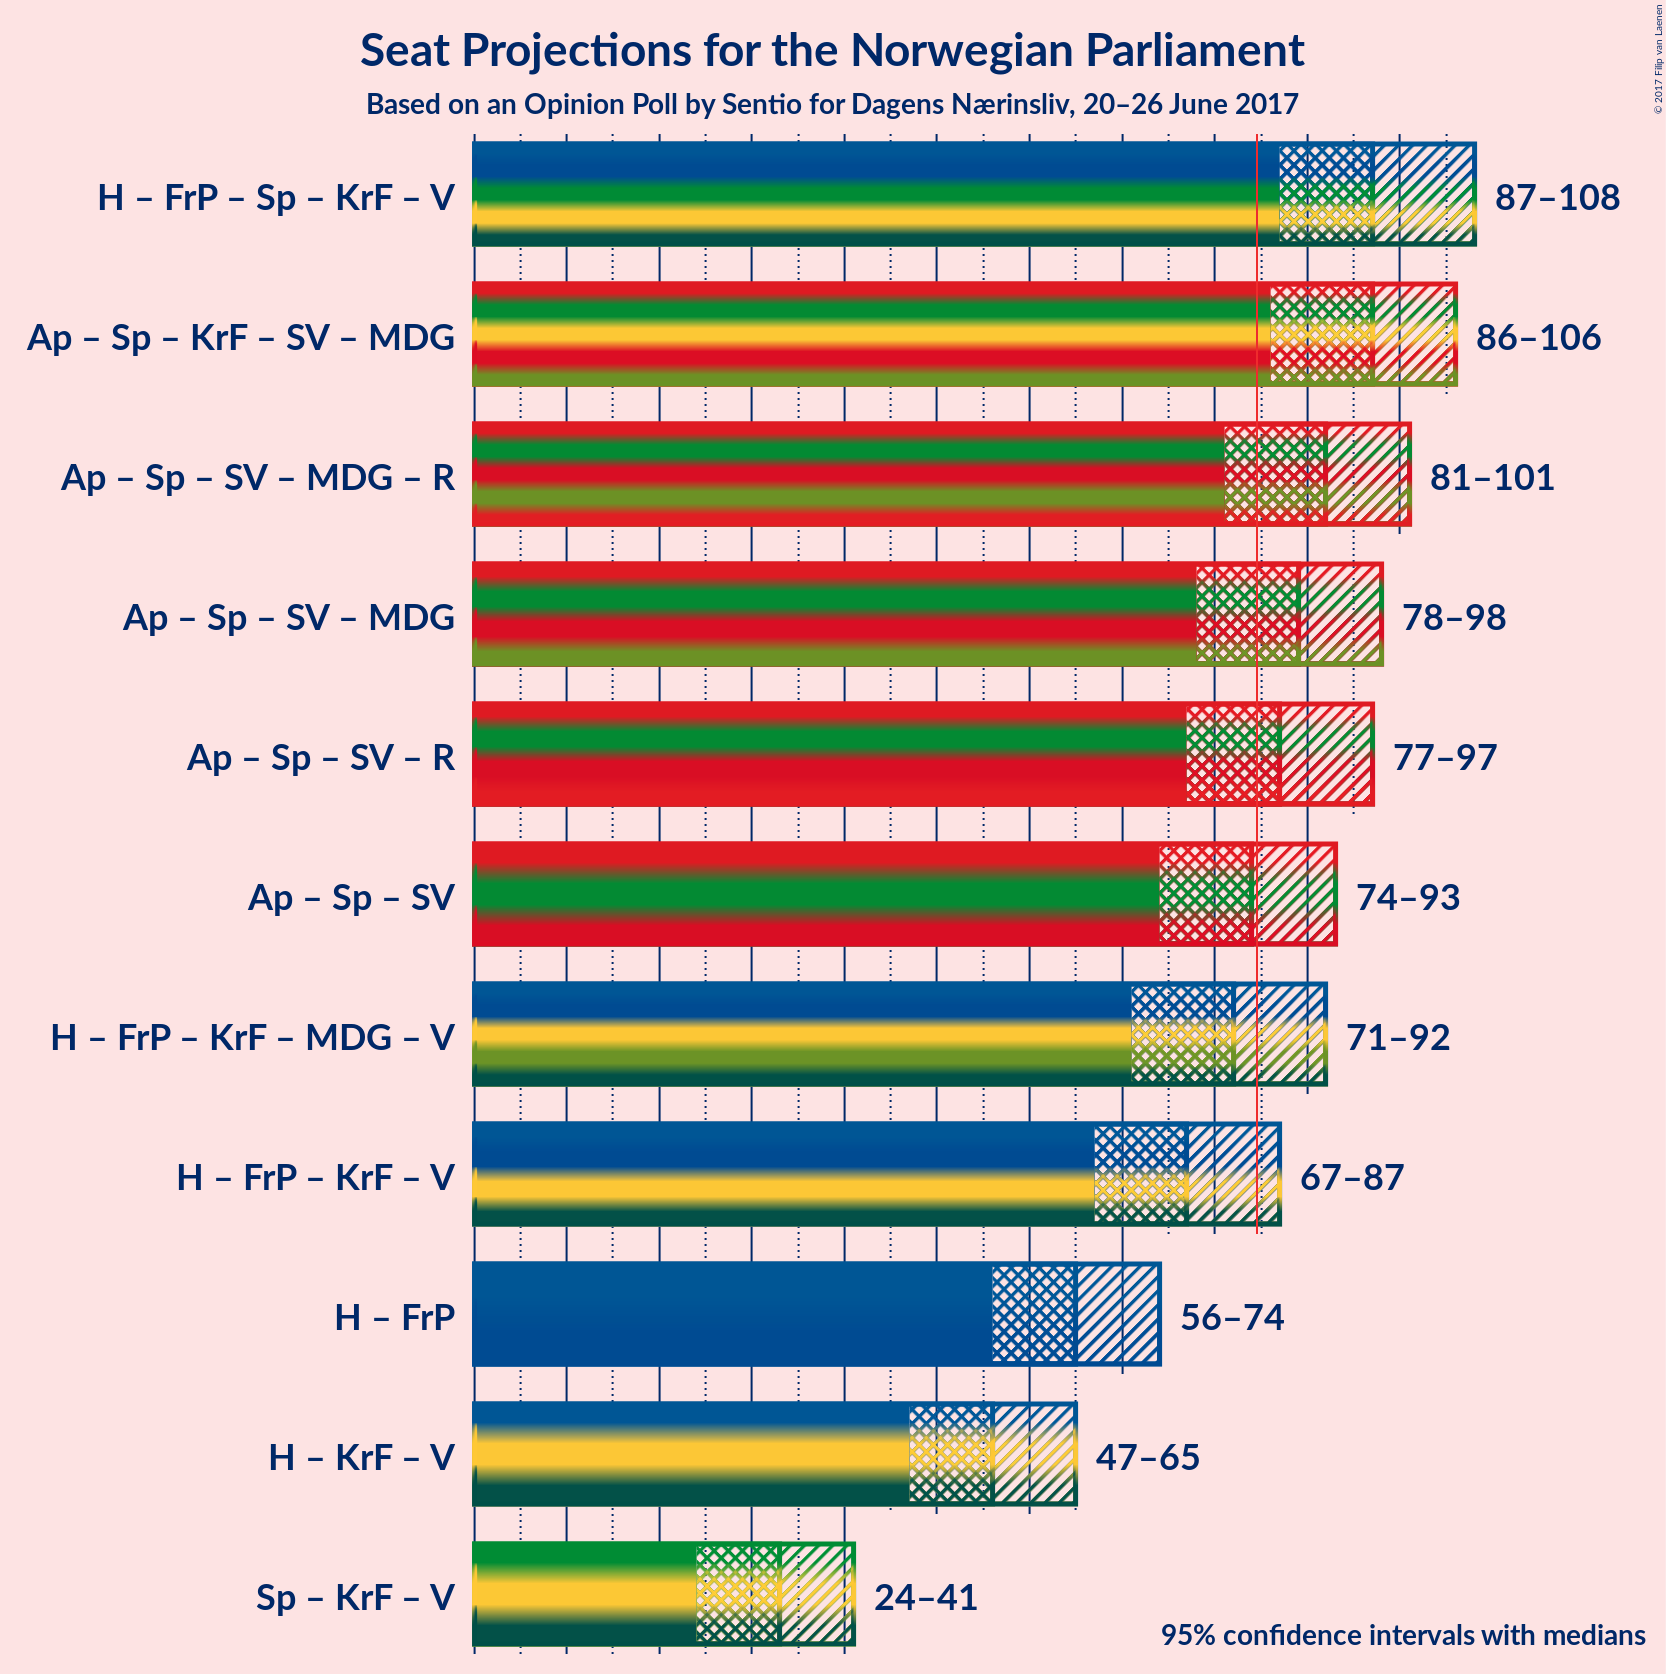 Seat Projections for the Norwegian Parliament
Based on an Opinion Poll by Sentio for Dagens Nærinsliv, 20–26 June 2017
© 2017 Filip van Laenen
H – FrP – Sp – KrF – V 87–108
Ap – Sp – KrF – SV – MDG 86–106
Ap – Sp – SV – MDG – R 81–101
Ap – Sp – SV – MDG 78–98
Ap – Sp – SV – R 77–97
Ap – Sp – SV 74–93
H – FrP – KrF – MDG – V 71–92
H – FrP – KrF – V 67–87
H – FrP 56–74
H – KrF – V 47–65
Sp – KrF – V 24–41
95% confidence intervals with medians